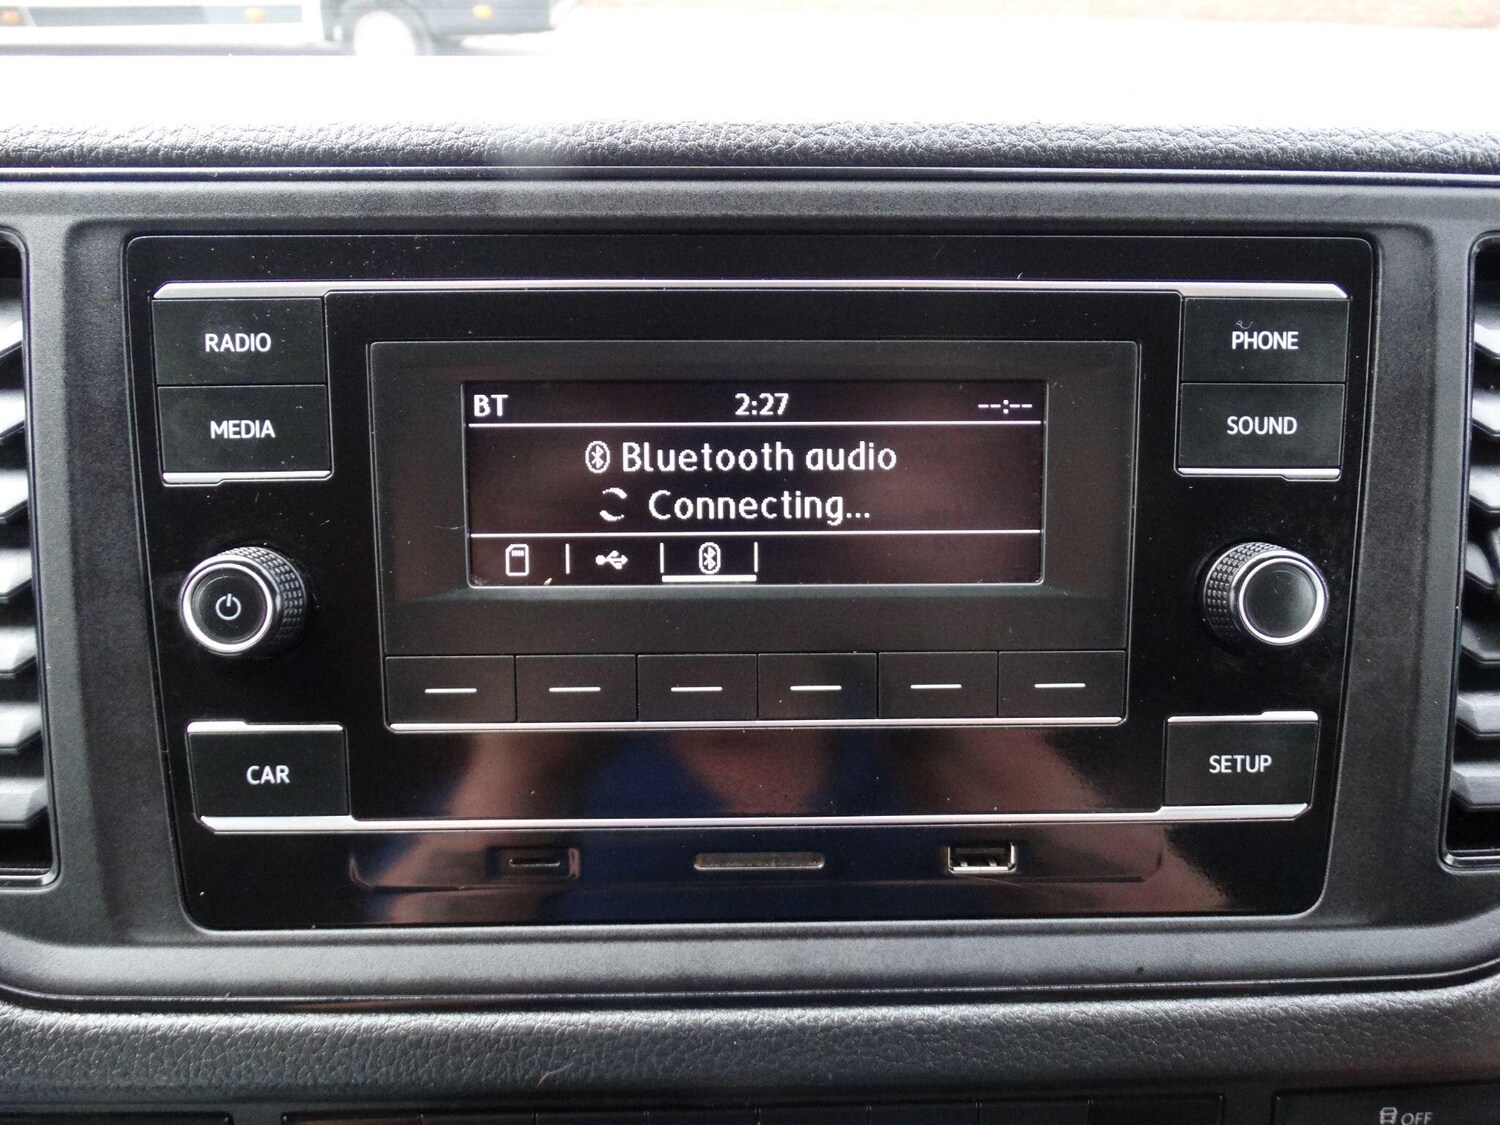 RADIO
MEDIA
PHONE
SOUND
BT 2:27 --:--
Bluetooth audio
Connecting...
CAR
SETUP
OFF